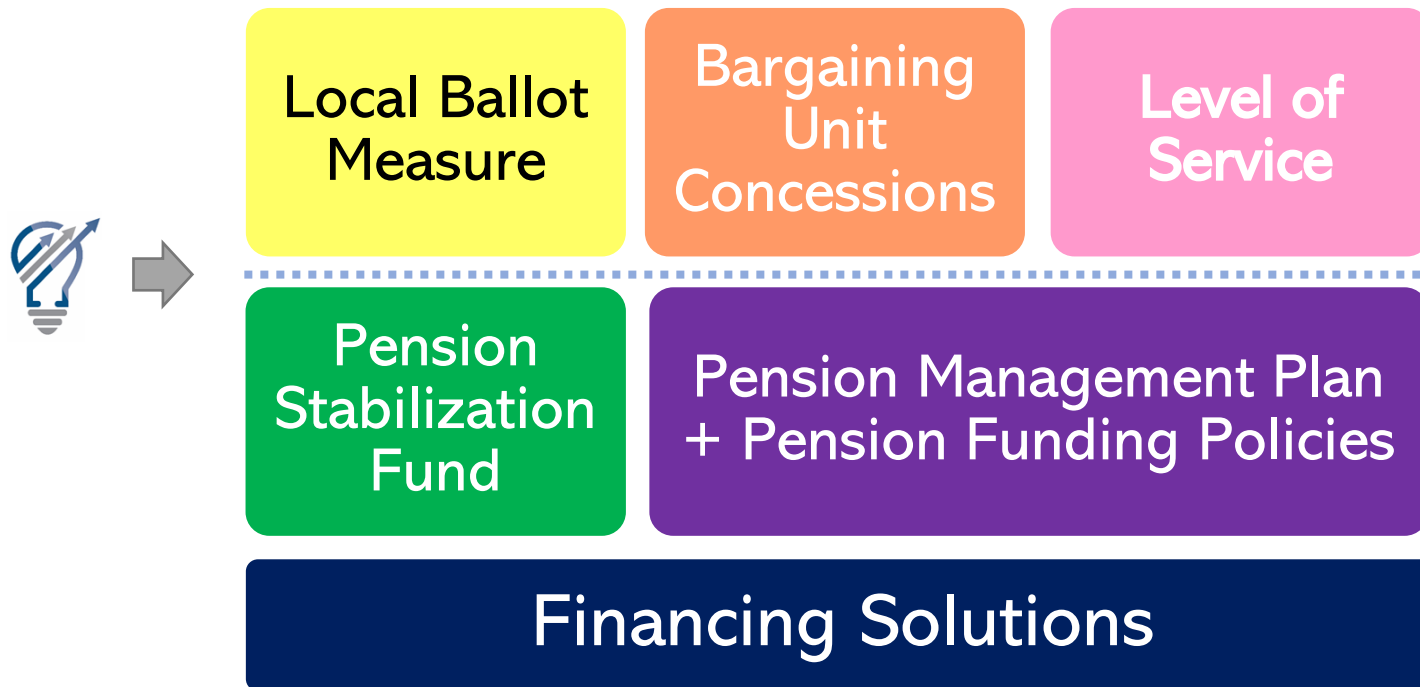 Local Ballot
Measure
Bargaining
Unit
Concessions
Level of
Service
Pension
Stabilization
Fund
Pension Management Plan
+ Pension Funding Policies
Financing Solutions